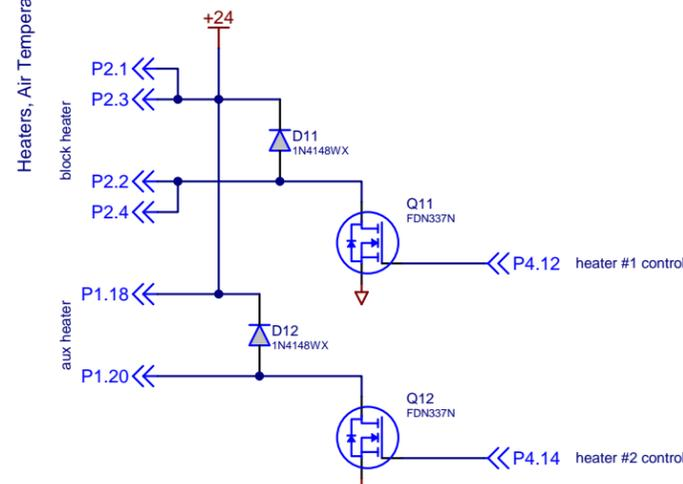 +24
Heaters, Air Tempera
P2.1
P2.3
block heater
D11
1N4148WX
P2.2
P2.4
Q11
FDN337N
P4.12 heater #1 control
P1.18
aux heater
D12
1N4148WX
P1.20
Q12
FDN337N
P4.14 heater #2 control